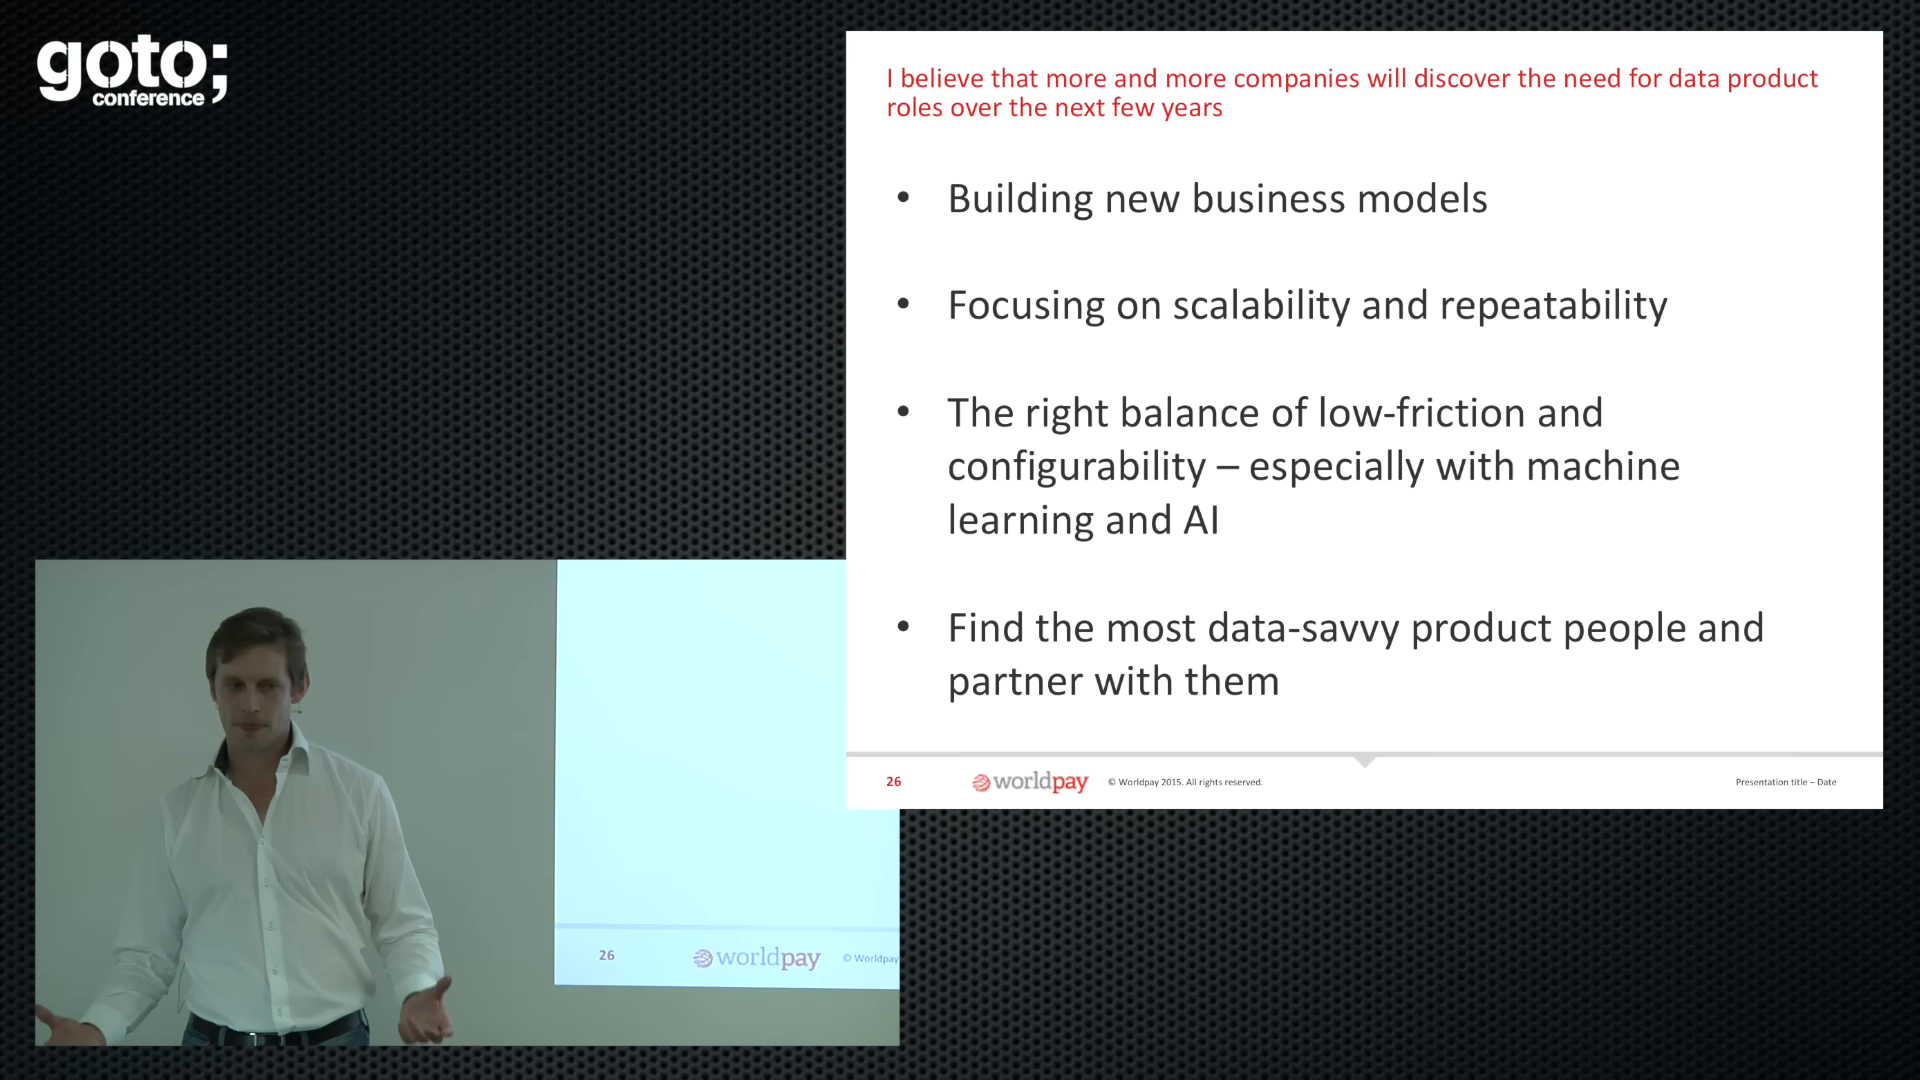 goto;
conference
I believe that more and more companies will discover the need for data product
roles over the next few years
• Building new business models
• Focusing on scalability and repeatability
• The right balance of low-friction and
configurability – especially with machine
learning and AI
• Find the most data-savvy product people and
partner with them
26 worldpay © Worldpay 2015. All rights reserved. Presentation title – Date
26 worldpay © Worldpay